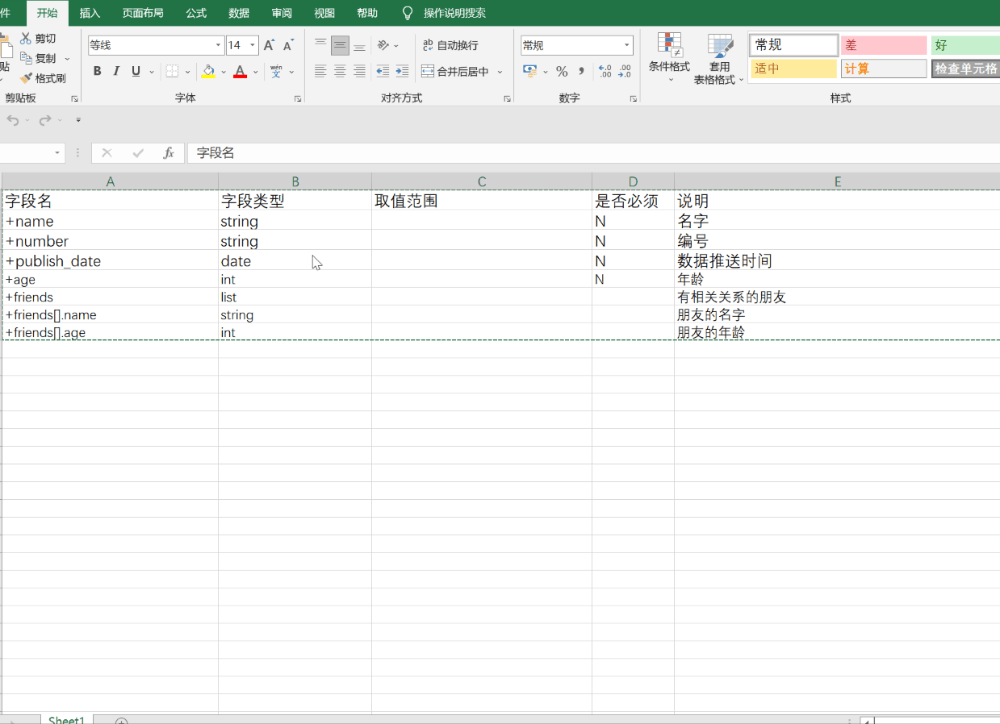 件 开始 插入 页面布局 公式 数据 审阅 视图 帮助 操作说明搜索
剪切
复制
格式刷
贴
剪贴板
等线 14
B I U
字体
自动换行
合并后居中
对齐方式
常规
数字
条件格式
套用
表格格式
常规 差 好
适中 计算 检查单元格
样式
fx 字段名
A B C D E
字段名 字段类型 取值范围 是否必须 说明
+name string N 名字
+number string N 编号
+publish_date date N 数据推送时间
+age int N 年龄
+friends list 有相关关系的朋友
+friends[].name string 朋友的名字
+friends[].age int 朋友的年龄
Sheet1